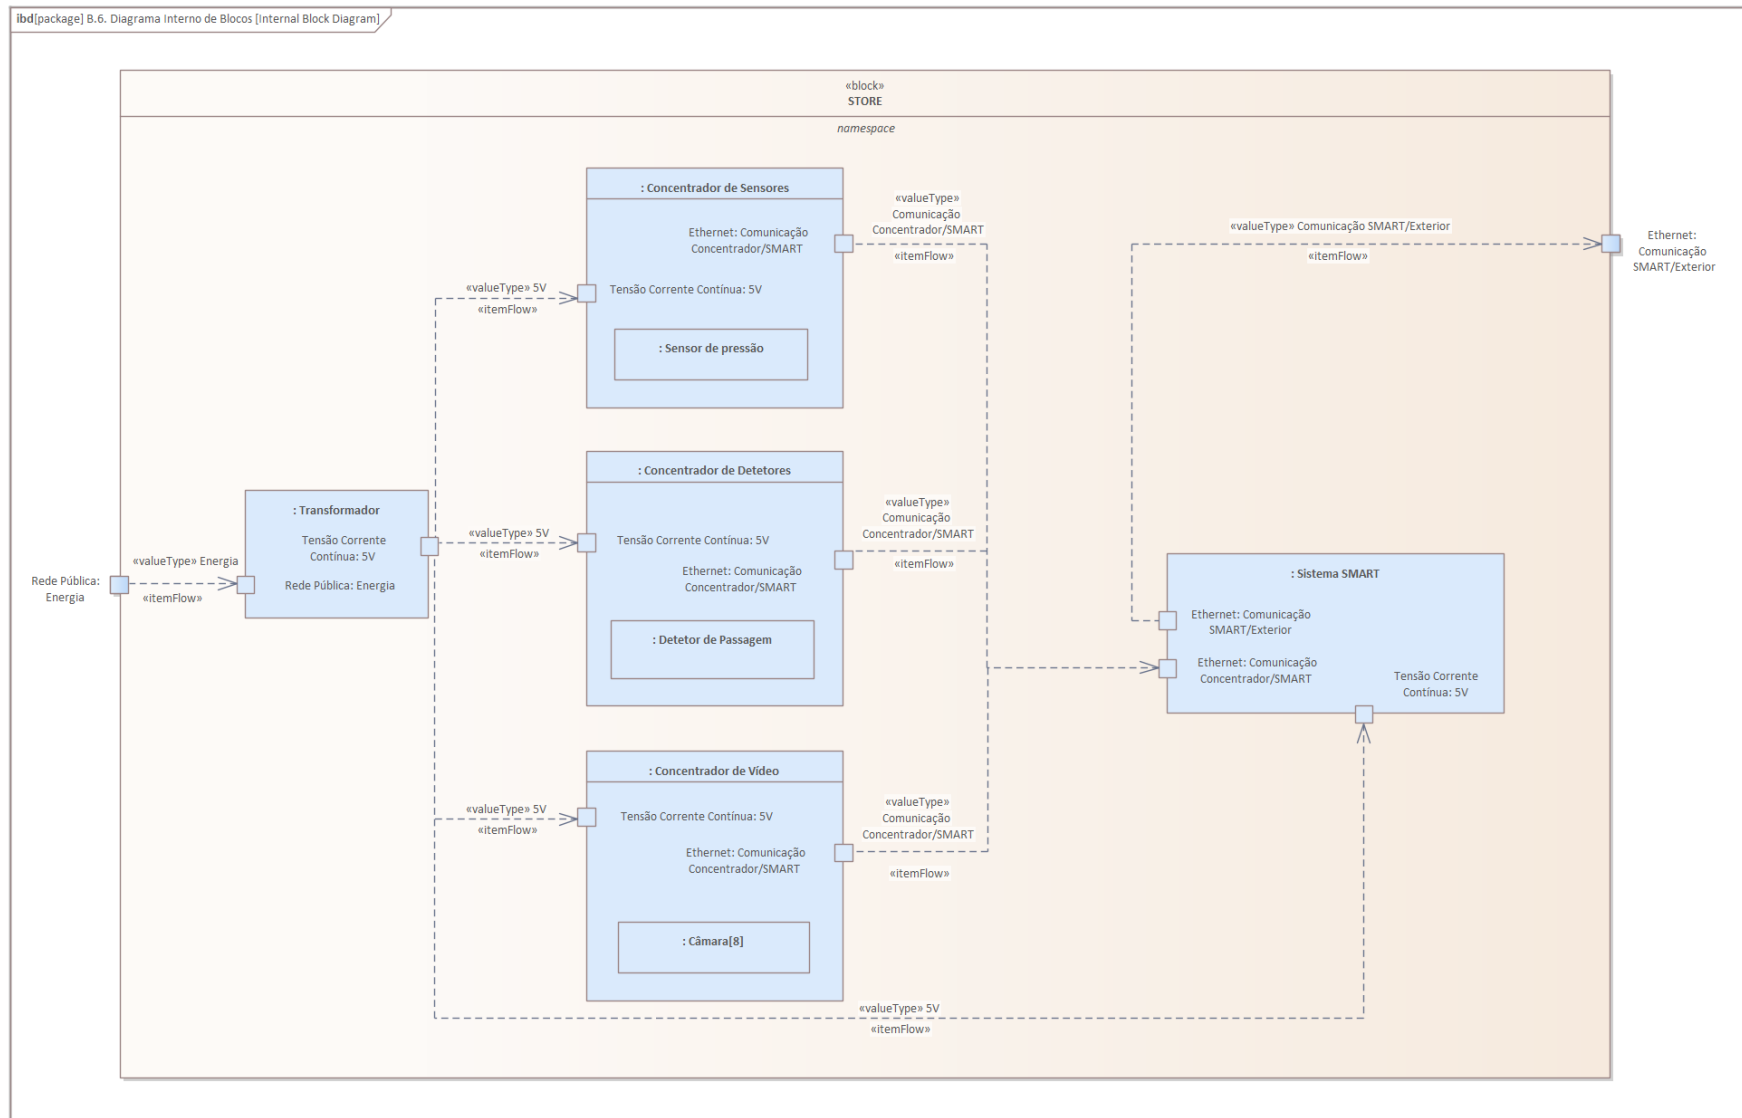 ibd[package] B.6. Diagrama Interno de Blocos [Internal Block Diagram]
«block»
STORE
namespace
: Concentrador de Sensores
Ethernet: Comunicação
Concentrador/SMART
Tensão Corrente Contínua: 5V
: Sensor de pressão
«valueType»
Comunicação
Concentrador/SMART
«itemFlow»
«valueType» Comunicação SMART/Exterior
«itemFlow»
Ethernet:
Comunicação
SMART/Exterior
«valueType» 5V
«itemFlow»
: Concentrador de Detetores
Tensão Corrente Contínua: 5V
Ethernet: Comunicação
Concentrador/SMART
: Detetor de Passagem
«valueType»
Comunicação
Concentrador/SMART
«itemFlow»
: Transformador
Tensão Corrente
Contínua: 5V
Rede Pública: Energia
«valueType» 5V
«itemFlow»
«valueType» Energia
«itemFlow»
Rede Pública:
Energia
: Sistema SMART
Ethernet: Comunicação
SMART/Exterior
Ethernet: Comunicação
Concentrador/SMART
Tensão Corrente
Contínua: 5V
: Concentrador de Vídeo
Tensão Corrente Contínua: 5V
Ethernet: Comunicação
Concentrador/SMART
: Câmara[8]
«valueType» 5V
«itemFlow»
«valueType»
Comunicação
Concentrador/SMART
«itemFlow»
«valueType» 5V
«itemFlow»